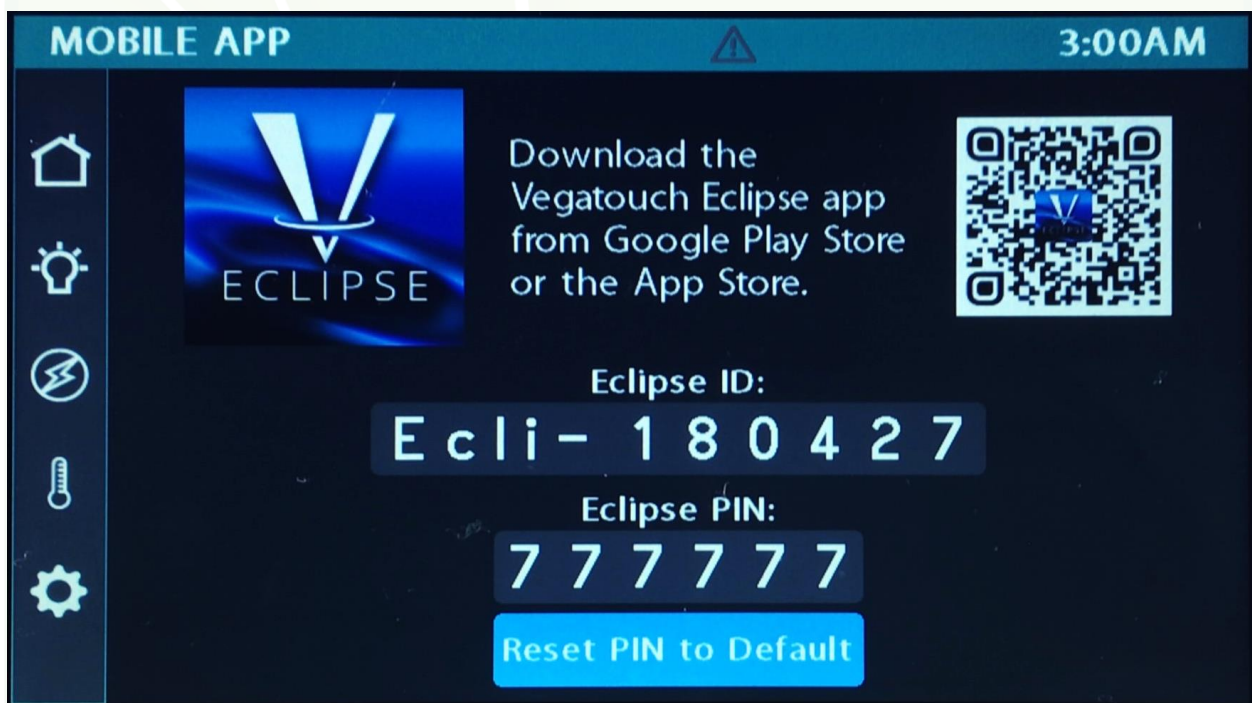 MOBILE APP
3:00AM
ECLIPSE
Download the
Vegatouch Eclipse app
from Google Play Store
or the App Store.
Eclipse ID:
Ecli-180427
Eclipse PIN:
777777
Reset PIN to Default